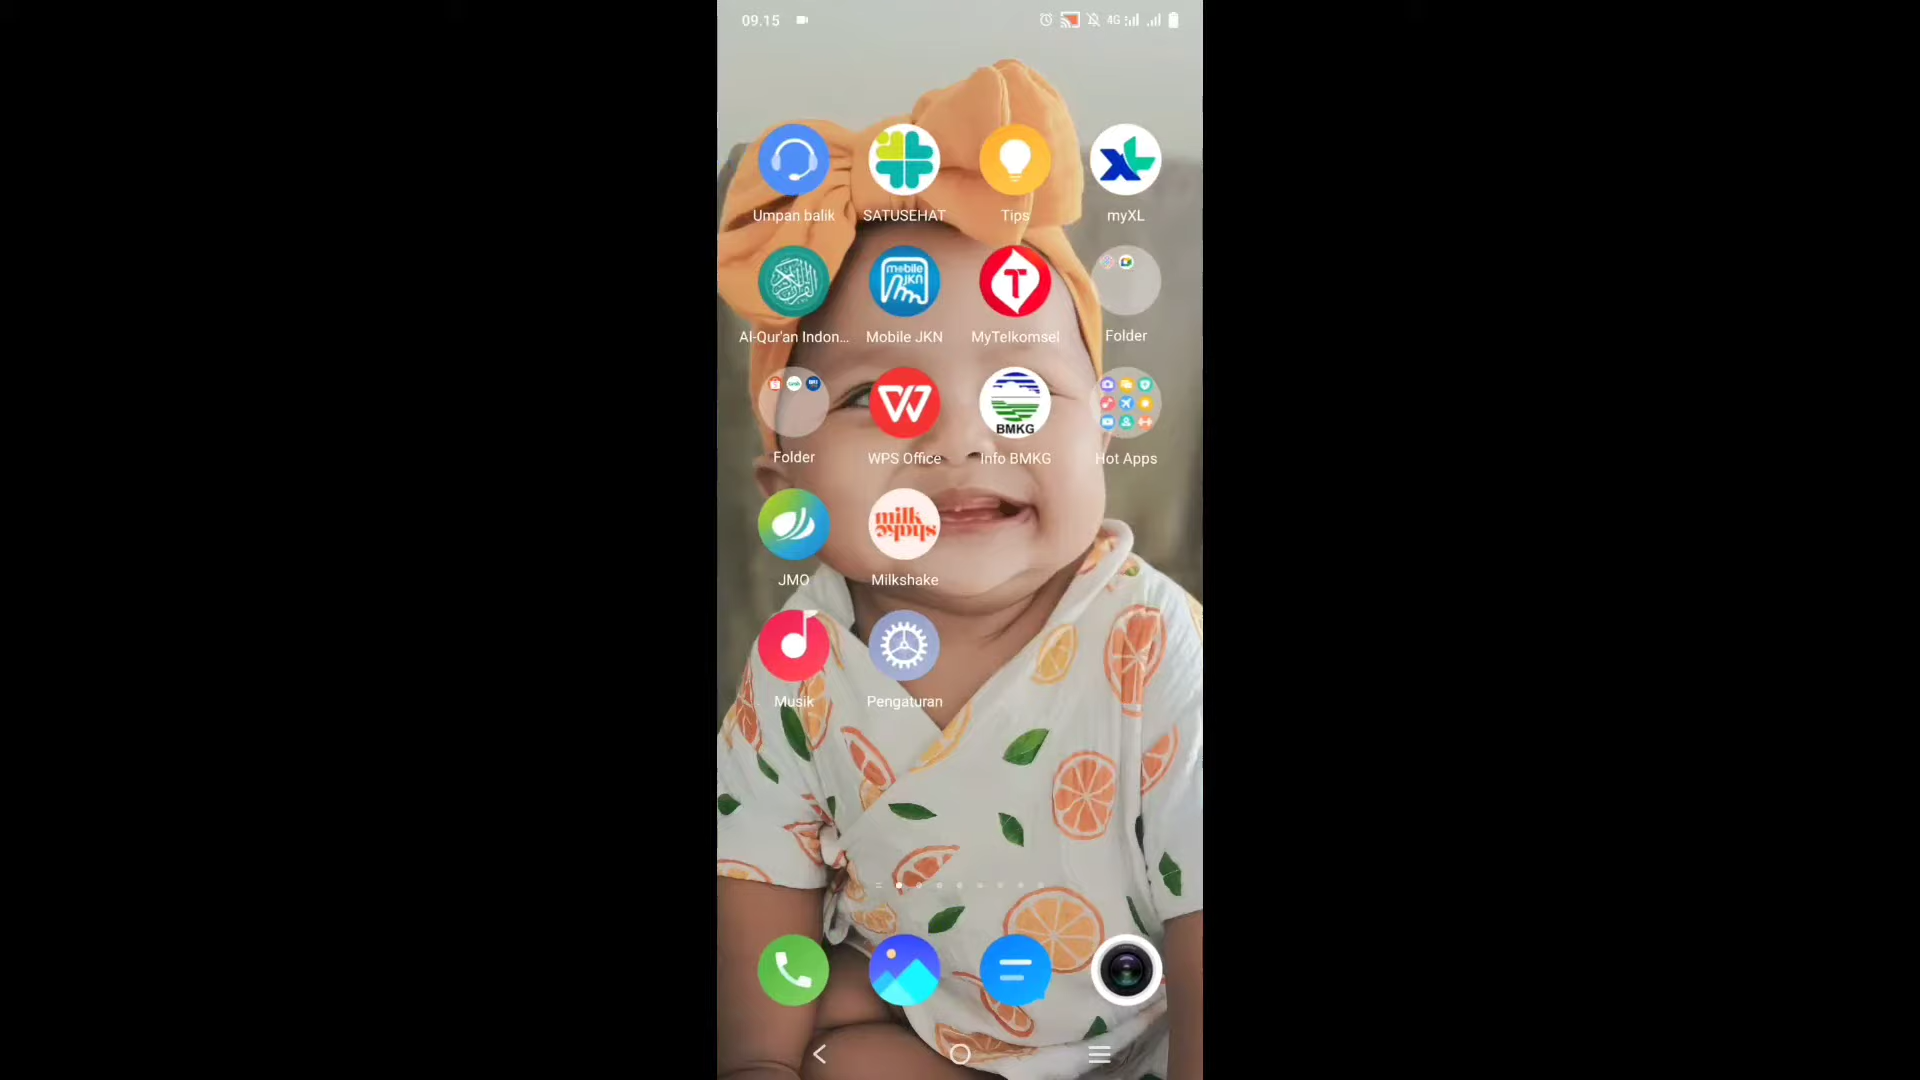 09.15
4G
Umpan balik
SATUSEHAT
Tips
myXL
Al-Qur'an Indon...
mobile
JKN
Mobile JKN
T
MyTelkomsel
Folder
Folder
W
WPS Office
BMKG
Info BMKG
Hot Apps
JMO
milk
shake
Milkshake
Musik
Pengaturan